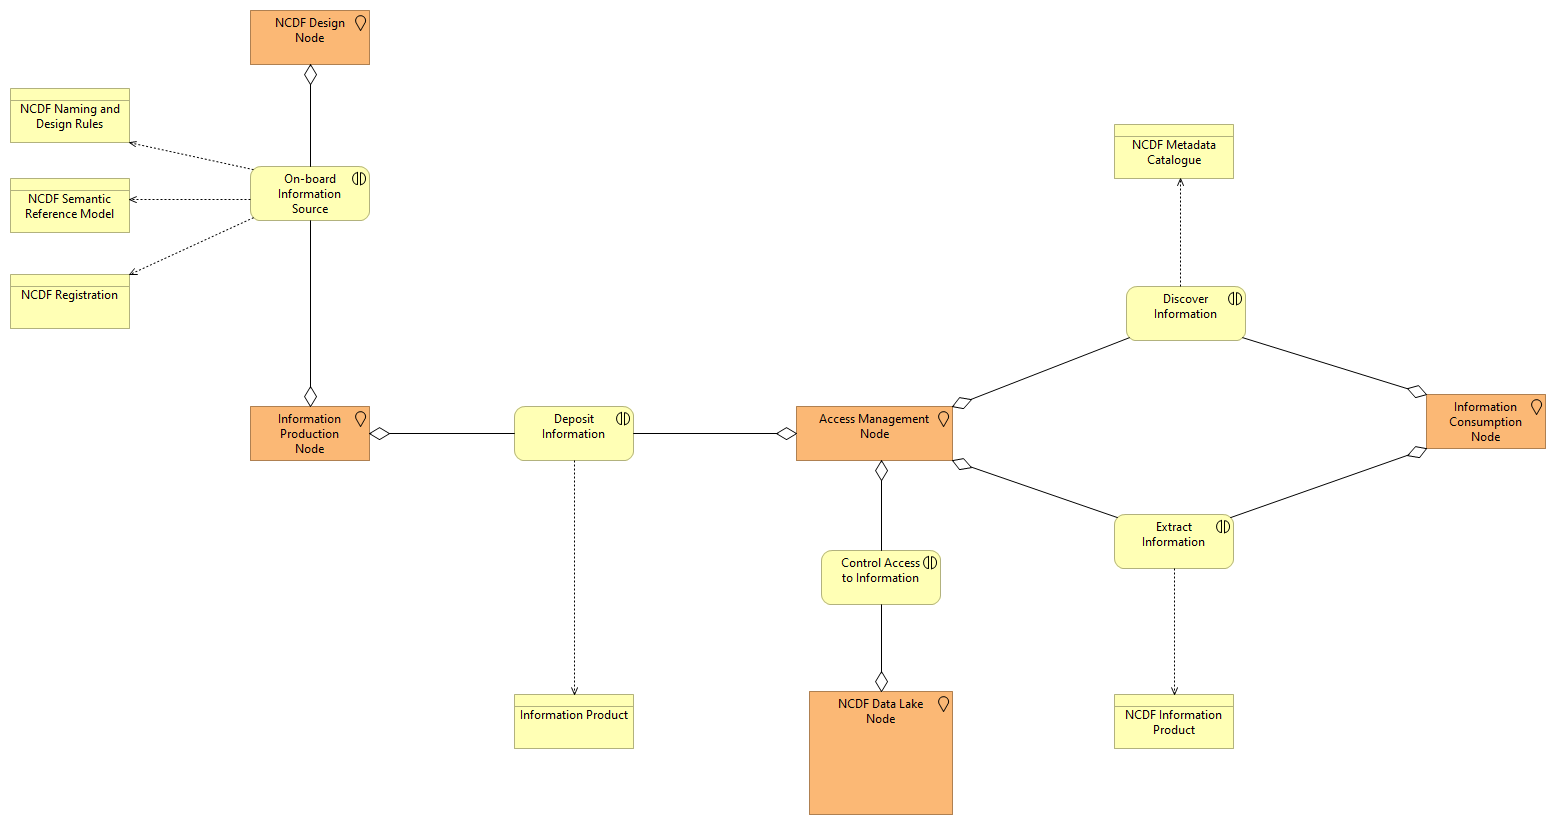 NCDF Design
Node
NCDF Naming and
Design Rules
NCDF Metadata
Catalogue
On-board
Information
Source
NCDF Semantic
Reference Model
NCDF Registration
Discover
Information
Information
Production
Node
Deposit
Information
Access Management
Node
Information
Consumption
Node
Extract
Information
Control Access
to Information
Information Product
NCDF Data Lake
Node
NCDF Information
Product